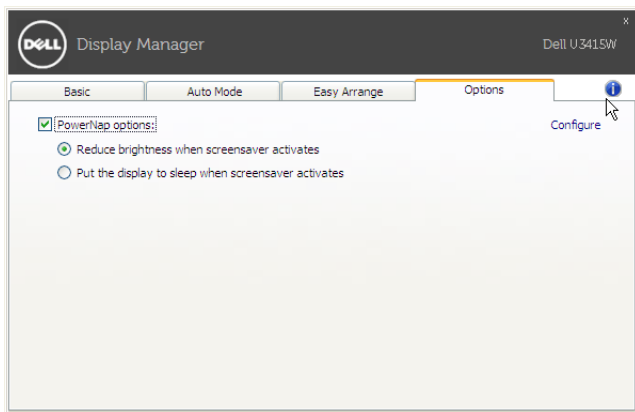 x
DELL Display Manager Dell U3415W
Basic Auto Mode Easy Arrange Options i
PowerNap options: Configure
Reduce brightness when screensaver activates
Put the display to sleep when screensaver activates